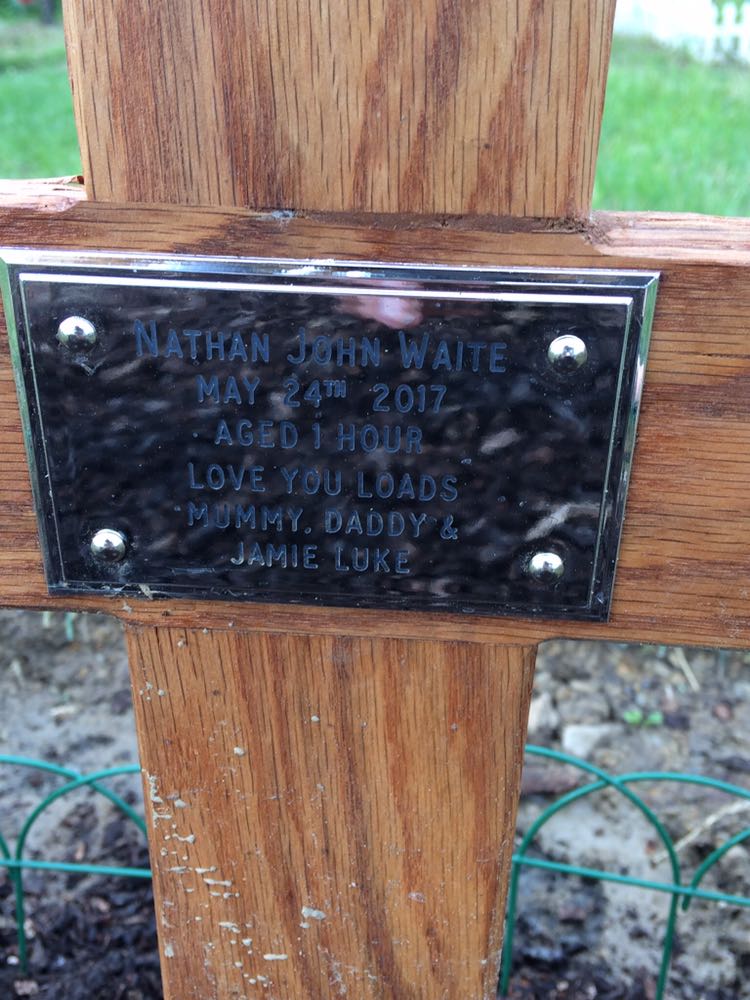 NATHAN JOHN WAITE
MAY 24TH 2017
AGED 1 HOUR
LOVE YOU LOADS
MUMMY, DADDY &
JAMIE LUKE